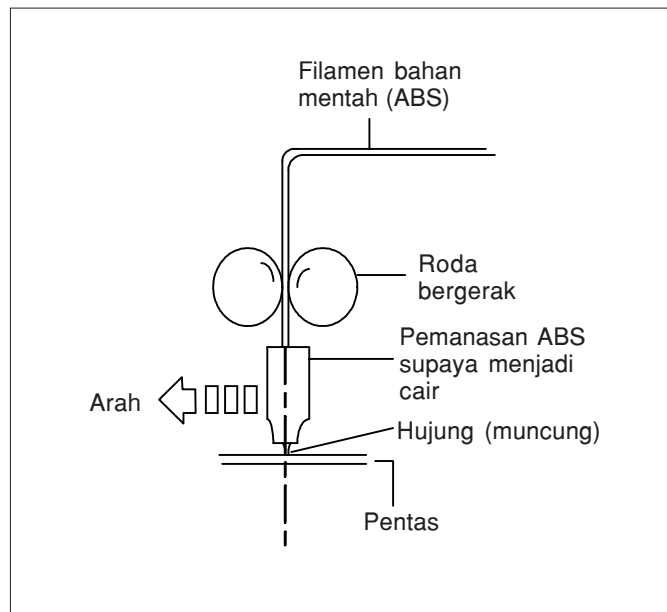 Filamen bahan
mentah (ABS)
Roda
bergerak
Pemanasan ABS
supaya menjadi
cair
Arah
Hujung (muncung)
Pentas